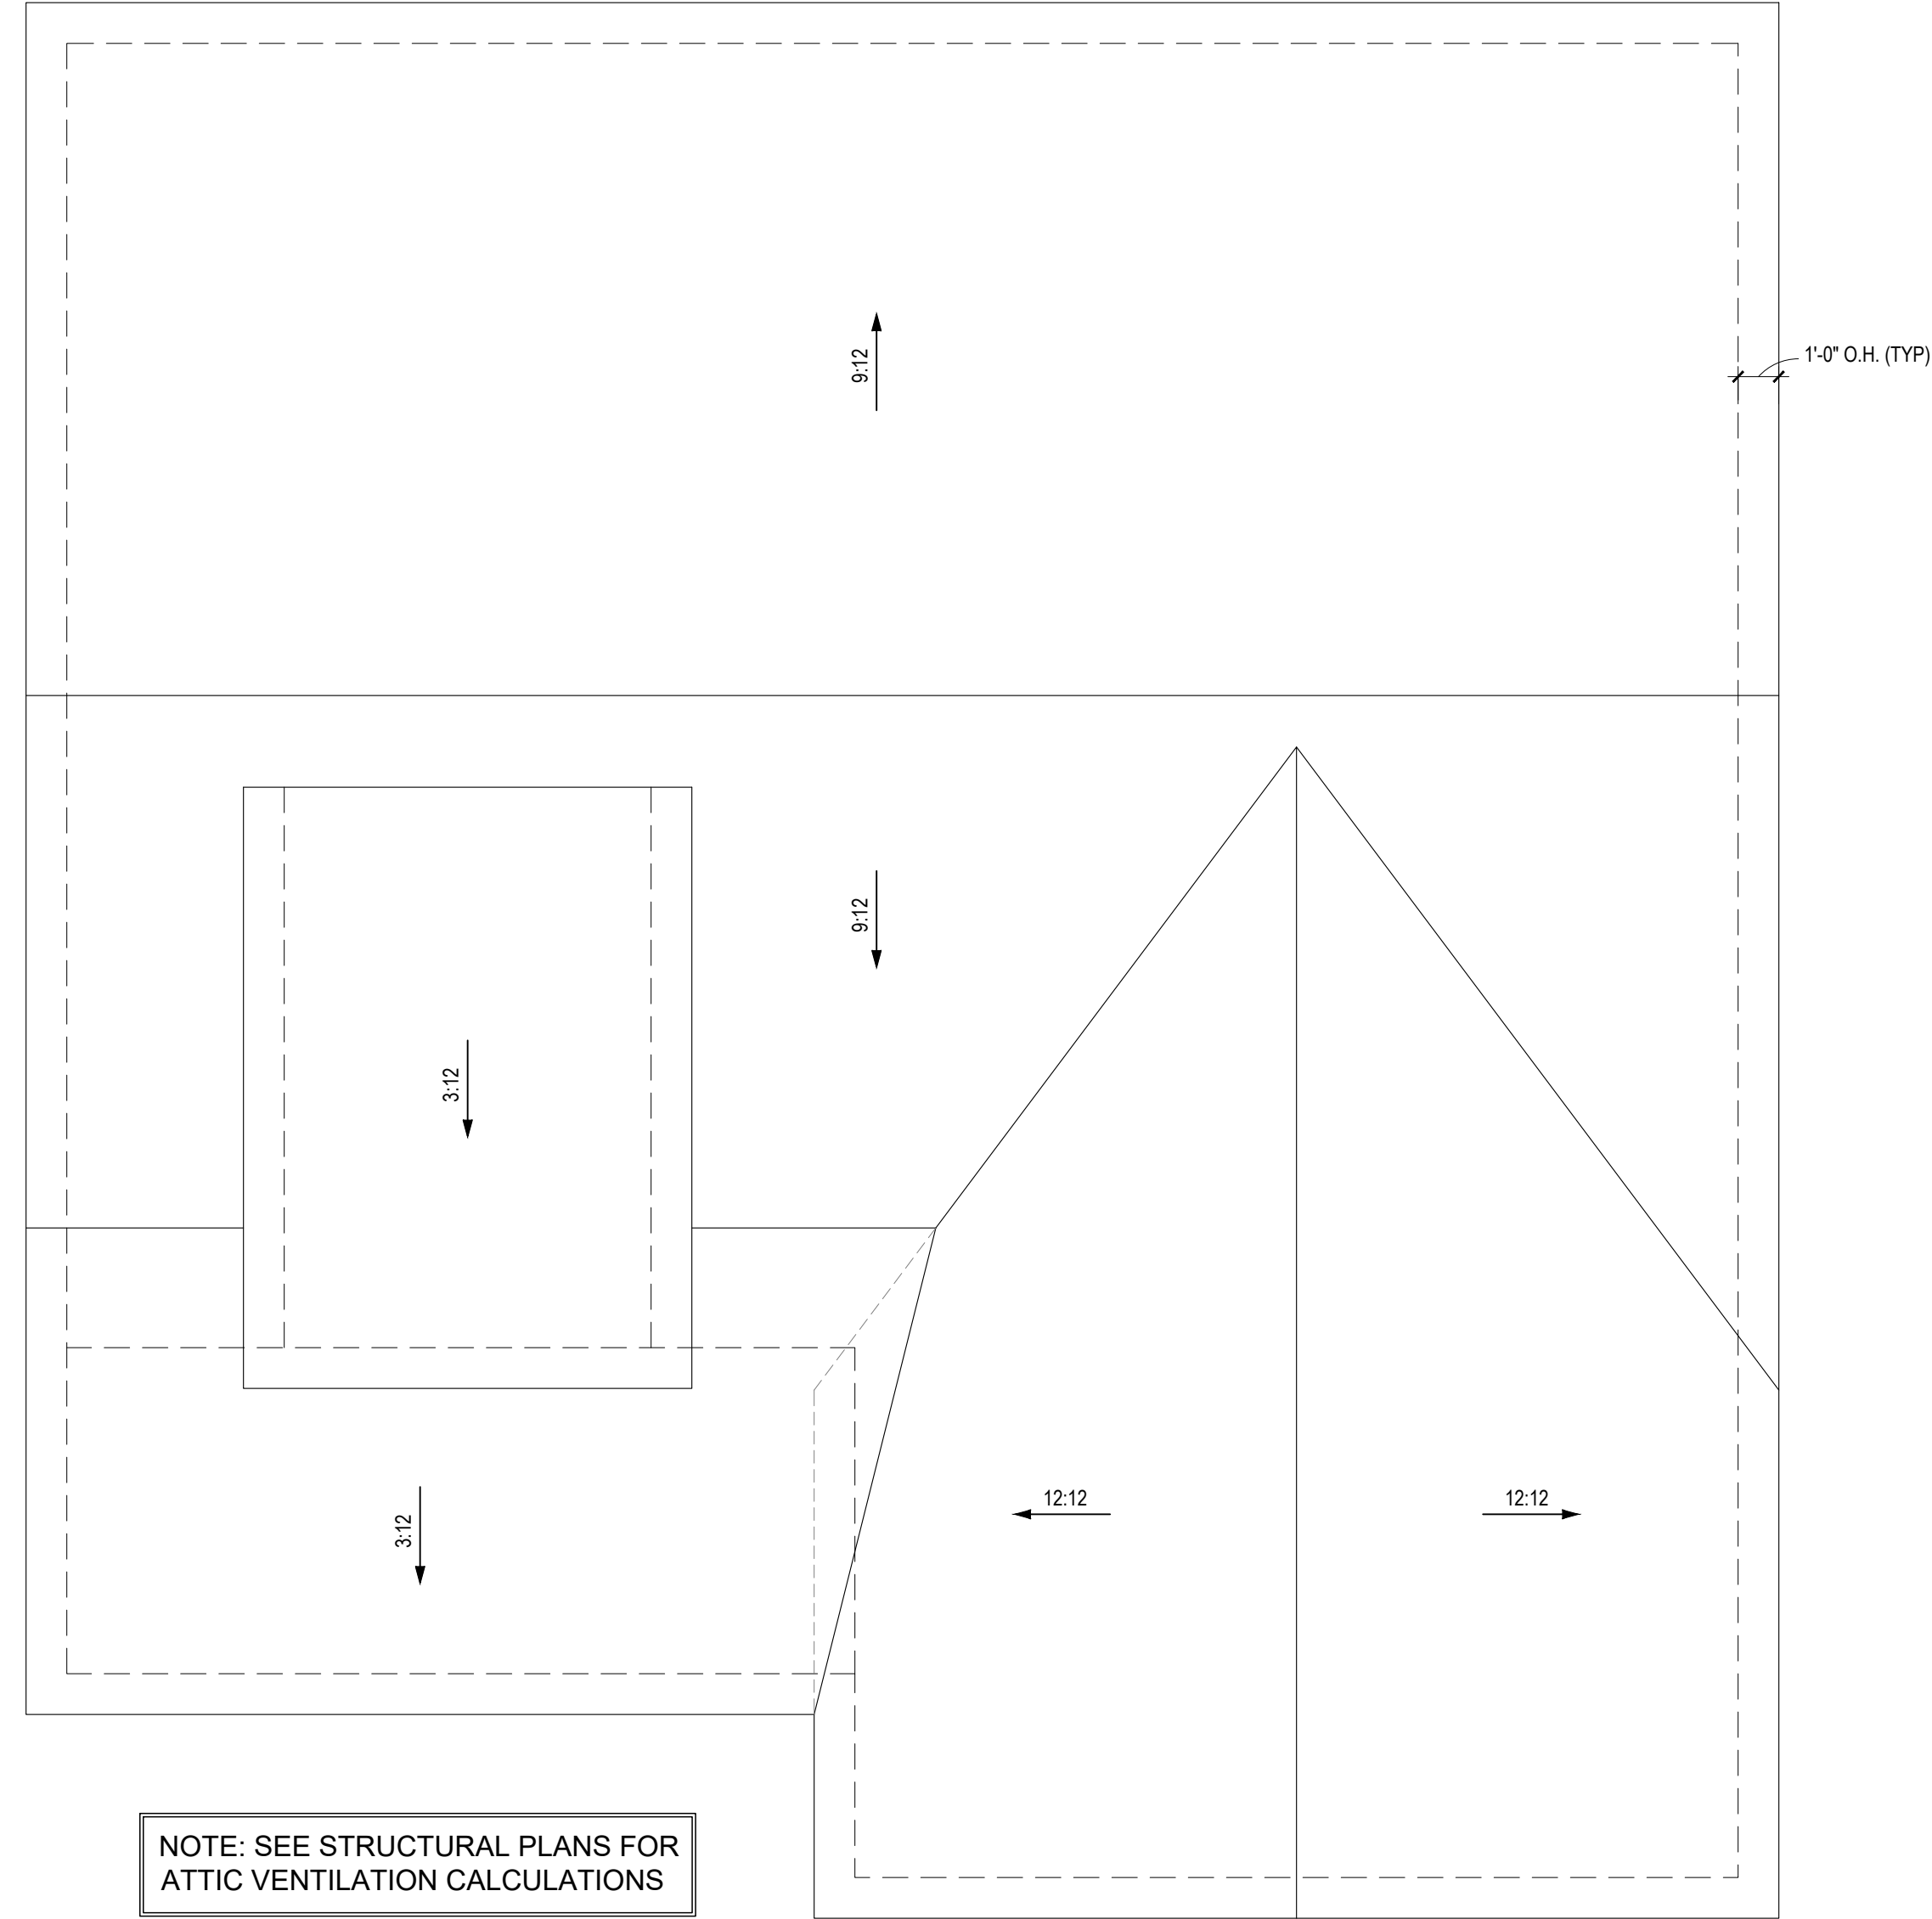 9:12
1'-0" O.H. (TYP)
9:12
3:12
12:12
12:12
3:12
NOTE: SEE STRUCTURAL PLANS FOR
ATTIC VENTILATION CALCULATIONS